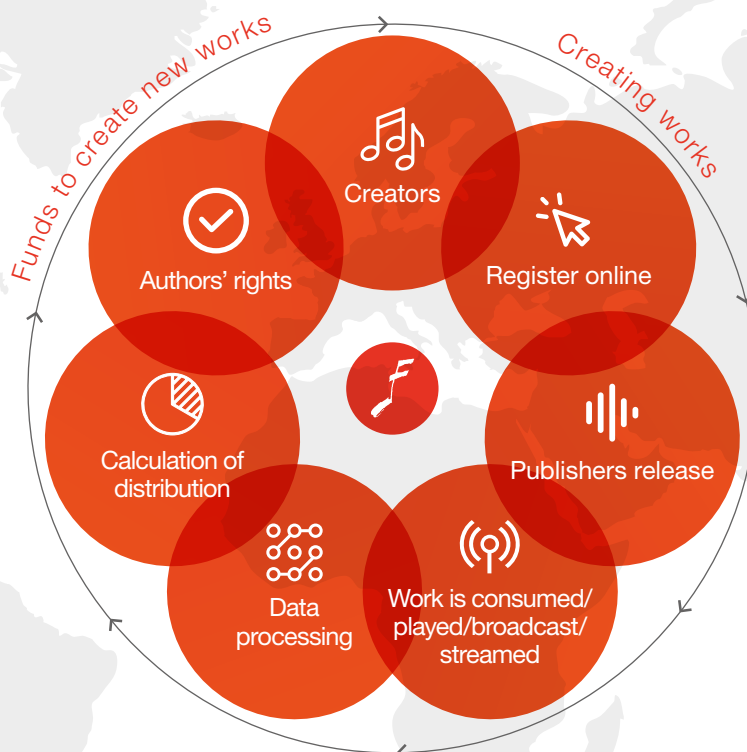 Funds to create new works
Creating works
Creators
Register online
Publishers release
Work is consumed/
played/broadcast/
streamed
Data
processing
Calculation of
distribution
Authors' rights